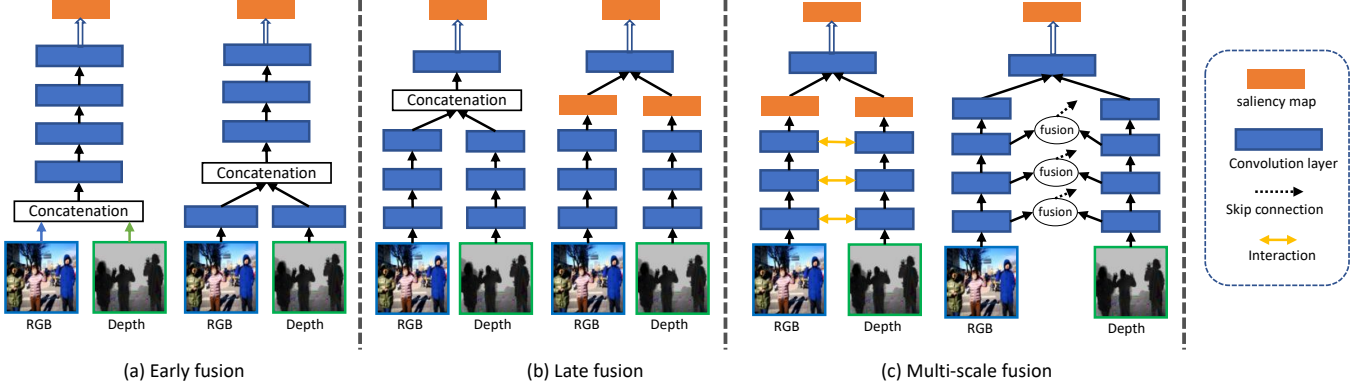 Concatenation
RGB
Depth
Concatenation
RGB
Depth
(a) Early fusion
Concatenation
RGB
Depth
RGB
Depth
(b) Late fusion
RGB
Depth
fusion
fusion
fusion
RGB
Depth
(c) Multi-scale fusion
saliency map
Convolution layer
Skip connection
Interaction